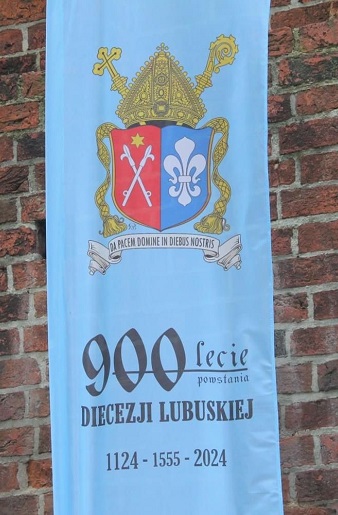 DA PACEM DOMINE IN DIEBUS NOSTRIS
900 lecie
powstania
DIECEZJI LUBUSKIEJ
1124 - 1555 - 2024